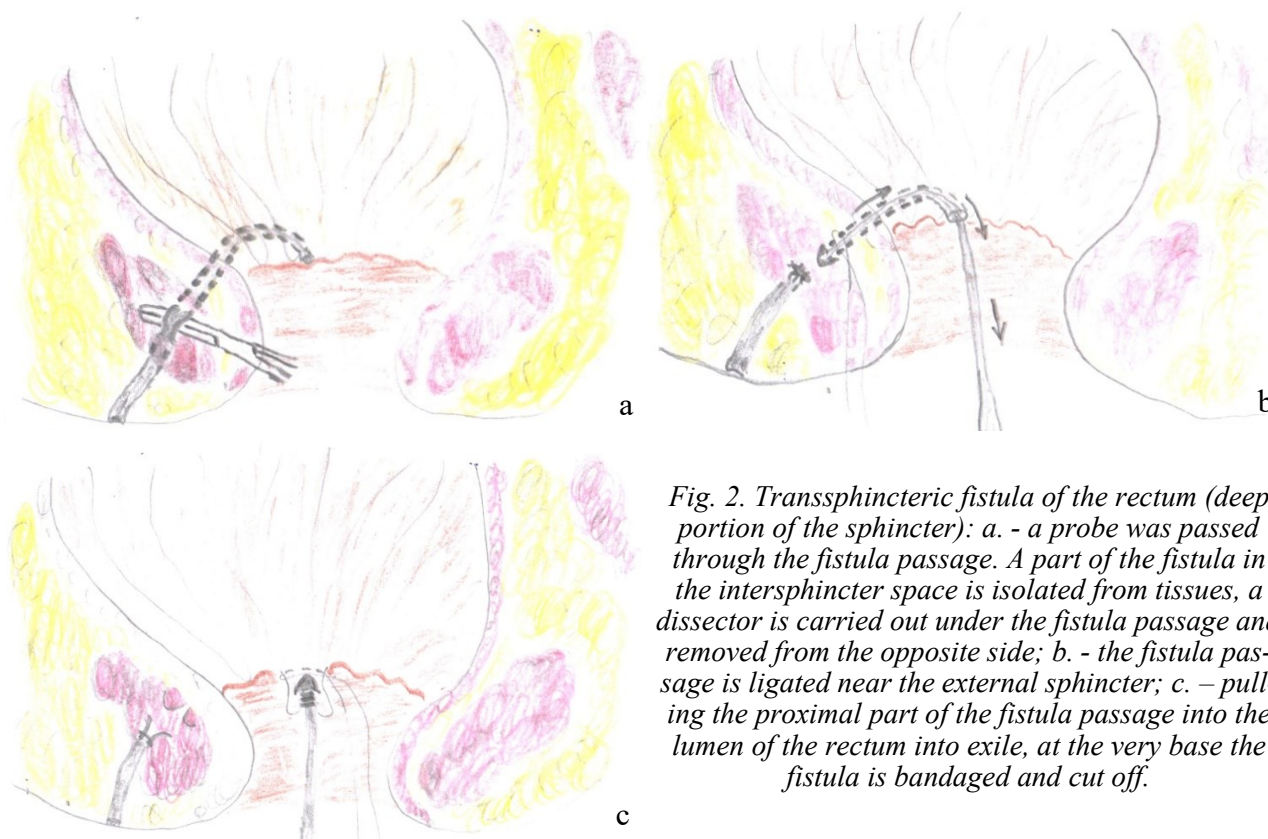 a
b
Fig. 2. Transsphincteric fistula of the rectum (deep
portion of the sphincter): a. - a probe was passed
through the fistula passage. A part of the fistula in
the intersphincter space is isolated from tissues, a
dissector is carried out under the fistula passage and
removed from the opposite side; b. - the fistula pas-
sage is ligated near the external sphincter; c. – pull-
ing the proximal part of the fistula passage into the
lumen of the rectum into exile, at the very base the
fistula is bandaged and cut off.
c